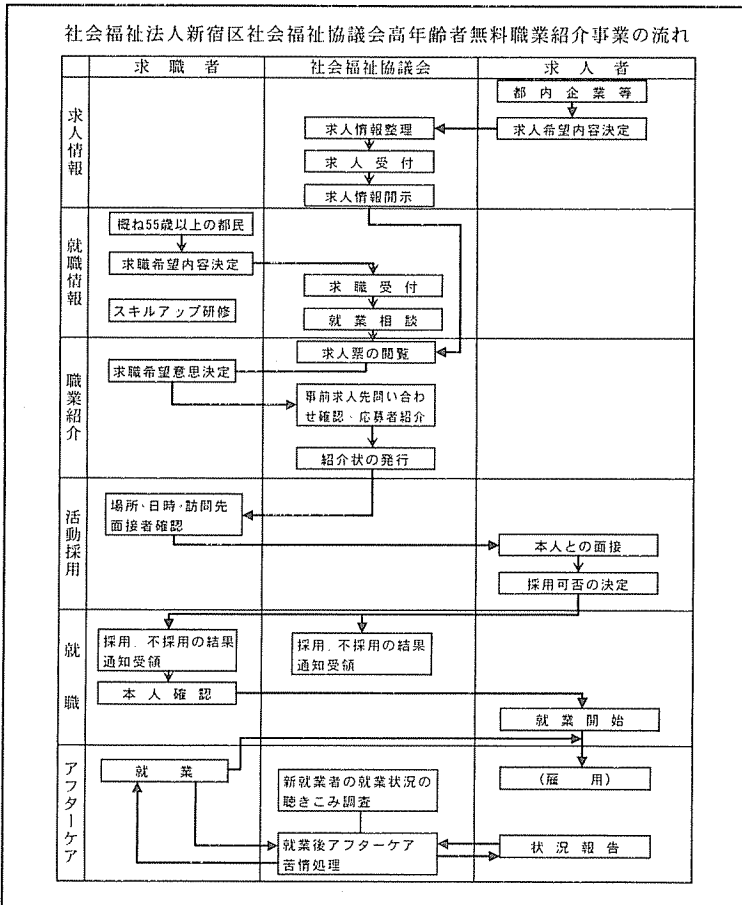 社会福祉法人新宿区社会福祉協議会高年齢者無料職業紹介事業の流れ
求職者
社会福祉協議会
求人者
求人情報
都内企業等
求人希望内容決定
求人情報整理
求人受付
求人情報開示
就職情報
概ね55歳以上の都民
求職希望内容決定
求職受付
スキルアップ研修
就業相談
職業紹介
求人票の閲覧
求職希望意思決定
事前求人先問い合わ
せ確認、応募者紹介
紹介状の発行
活動採用
場所、日時、訪問先
面接者確認
本人との面接
採用可否の決定
就職
採用．不採用の結果
通知受領
採用．不採用の結果
通知受領
本人確認
就業開始
アフターケア
就業
新就業者の就業状況の
聴きこみ調査
(雇用)
就業後アフターケア
苦情処理
状況報告